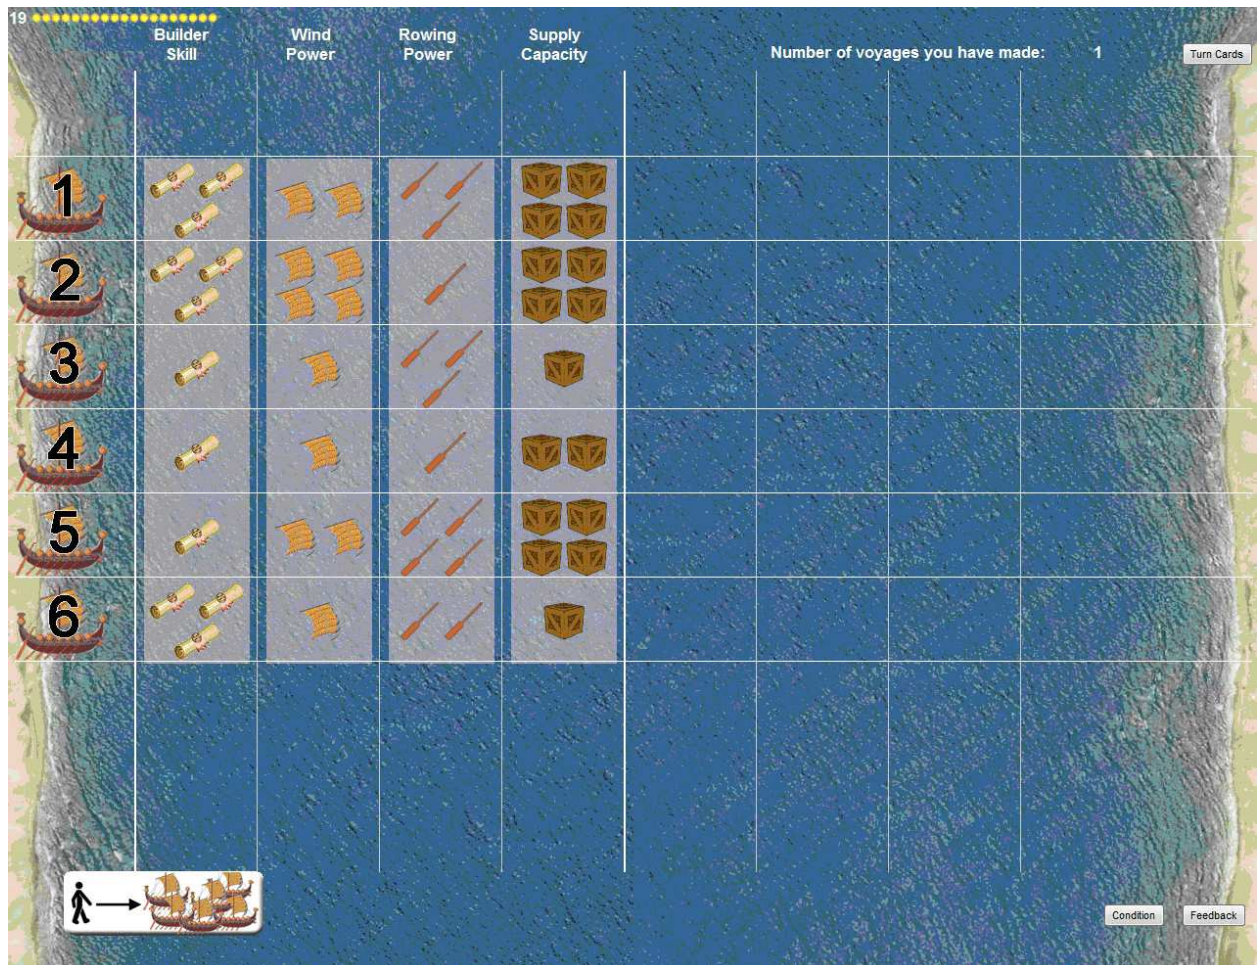 19
Builder
Skill
Wind
Power
Rowing
Power
Supply
Capacity
Number of voyages you have made: 1
Turn Cards
1
2
3
4
5
6
Condition
Feedback